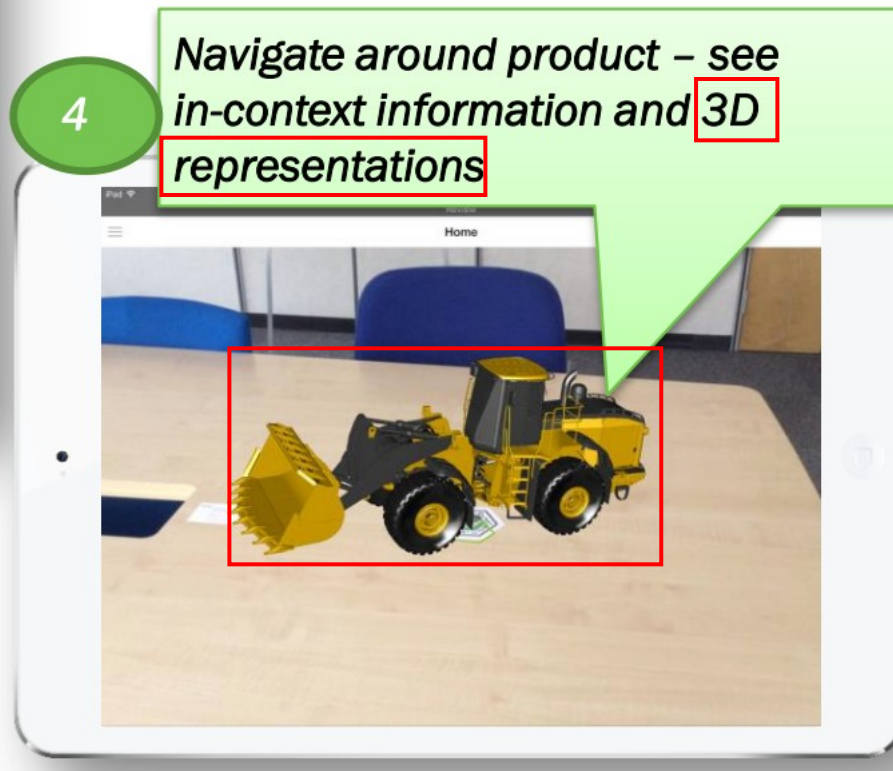 4
Navigate around product – see
in-context information and 3D
representations
iPad
Home